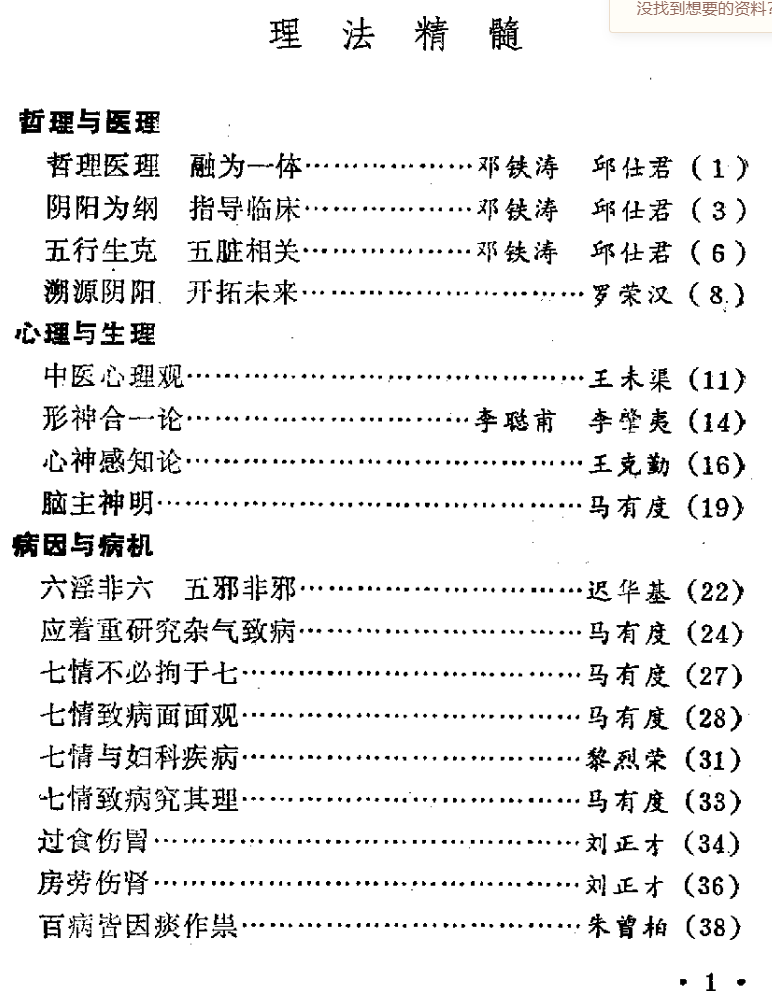 没找到想要的资料?
理法精髓
哲理与医理
哲理医理 融为一体………………邓铁涛 邱仕君（1）
阴阳为纲 指导临床………………邓铁涛 邱仕君（3）
五行生克 五脏相关………………邓铁涛 邱仕君（6）
溯源阴阳 开拓未来…………………………罗荣汉（8）
心理与生理
中医心理观……………………………………王未渠（11）
形神合一论…………………………李聪甫 李肇夷（14）
心神感知论……………………………………王克勤（16）
脑主神明………………………………………马有度（19）
病因与病机
六淫非六 五邪非邪…………………………迟华基（22）
应着重研究杂气致病…………………………马有度（24）
七情不必拘于七………………………………马有度（27）
七情致病面面观………………………………马有度（28）
七情与妇科疾病………………………………黎烈荣（31）
七情致病究其理………………………………马有度（33）
过食伤胃………………………………………刘正才（34）
房劳伤肾………………………………………刘正才（36）
百病皆因痰作祟………………………………朱曾柏（38）
·1·